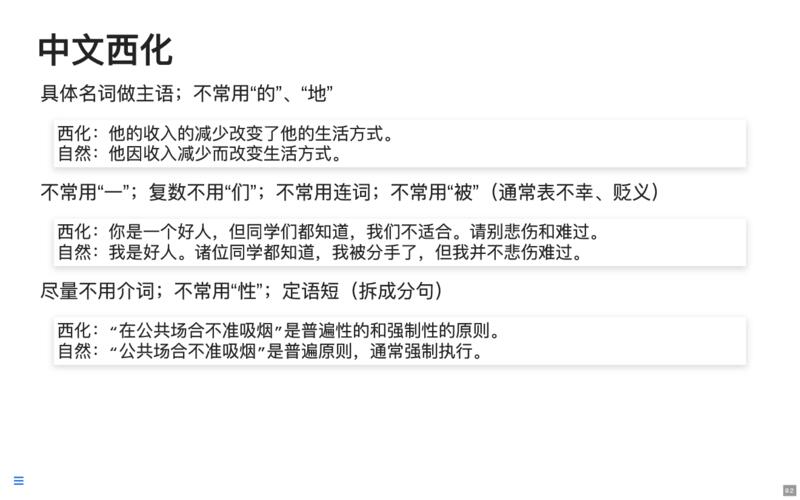 中文西化
具体名词做主语；不常用“的”、“地”
西化：他的收入的减少改变了他的生活方式。
自然：他因收入减少而改变生活方式。
不常用“一”；复数不用“们”；不常用连词；不常用“被”（通常表不幸、贬义）
西化：你是一个好人，但同学们都知道，我们不适合。请别悲伤和难过。
自然：我是好人。诸位同学都知道，我被分手了，但我并不悲伤难过。
尽量不用介词；不常用“性”；定语短（拆成分句）
西化：“在公共场合不准吸烟”是普遍性的和强制性的原则。
自然：“公共场合不准吸烟”是普遍原则，通常强制执行。
9.2